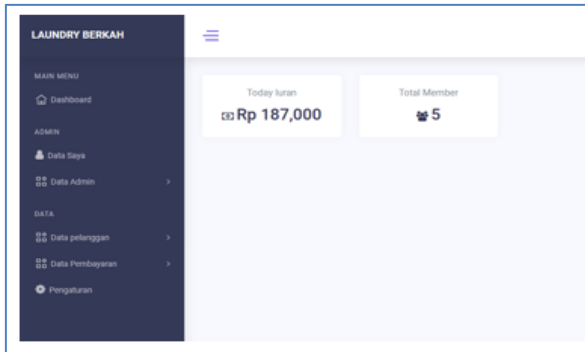 LAUNDRY BERKAH
MAIN MENU
Dashboard
ADMIN
Data Saya
Data Admin
DATA
Data pelanggan
Data Pembayaran
Pengaturan
Today Iuran
Rp 187,000
Total Member
5